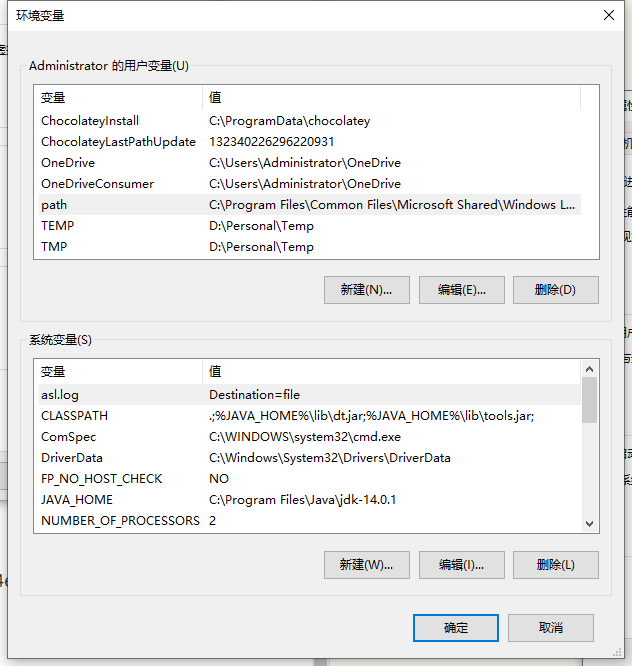 环境变量
Administrator 的用户变量(U)
变量 值
ChocolateyInstall C:\ProgramData\chocolatey
ChocolateyLastPathUpdate 132340226296220931
OneDrive C:\Users\Administrator\OneDrive
OneDriveConsumer C:\Users\Administrator\OneDrive
path C:\Program Files\Common Files\Microsoft Shared\Windows L...
TEMP D:\Personal\Temp
TMP D:\Personal\Temp
新建(N)... 编辑(E)... 删除(D)
系统变量(S)
变量 值
asl.log Destination=file
CLASSPATH .;%JAVA_HOME%\lib\dt.jar;%JAVA_HOME%\lib\tools.jar;
ComSpec C:\WINDOWS\system32\cmd.exe
DriverData C:\Windows\System32\Drivers\DriverData
FP_NO_HOST_CHECK NO
JAVA_HOME C:\Program Files\Java\jdk-14.0.1
NUMBER_OF_PROCESSORS 2
新建(W)... 编辑(I)... 删除(L)
确定 取消